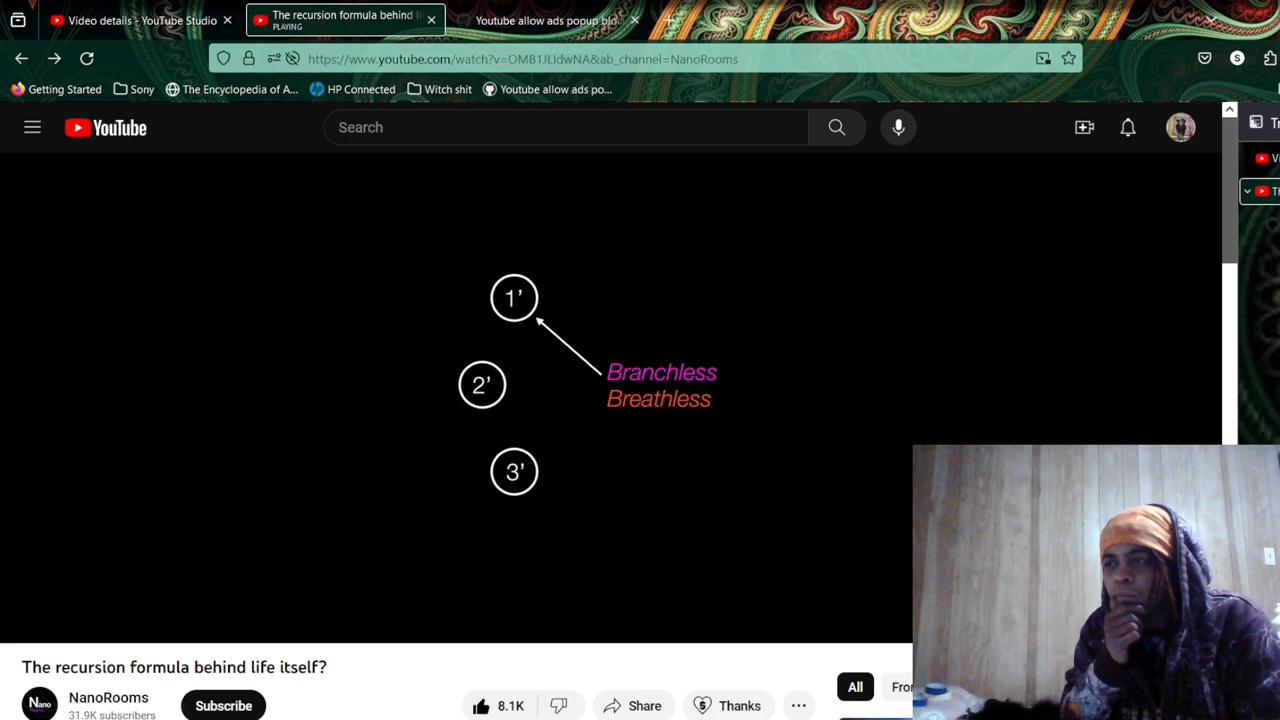 Video details - YouTube Studio
The recursion formula behind li
PLAYING
Youtube allow ads popup blo
https://www.youtube.com/watch?v=OMB1JLIdwNA&ab_channel=NanoRooms
S
Getting Started
Sony
The Encyclopedia of A...
HP Connected
Witch shit
Youtube allow ads po...
YouTube
Search
1'
Branchless
2'
Breathless
3'
The recursion formula behind life itself?
Nano
NanoRooms
31.9K subscribers
Subscribe
8.1K
Share
Thanks
All